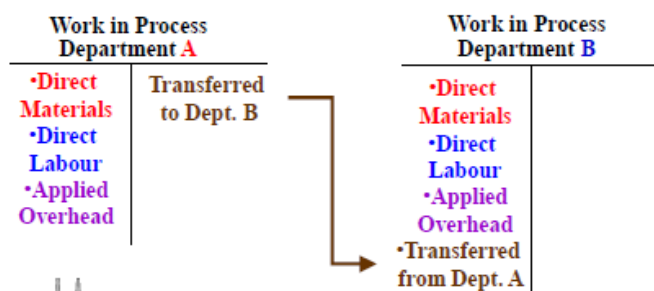 Work in Process
Department A
•Direct
Materials
•Direct
Labour
•Applied
Overhead
Transferred
to Dept. B
Work in Process
Department B
•Direct
Materials
•Direct
Labour
•Applied
Overhead
•Transferred
from Dept. A